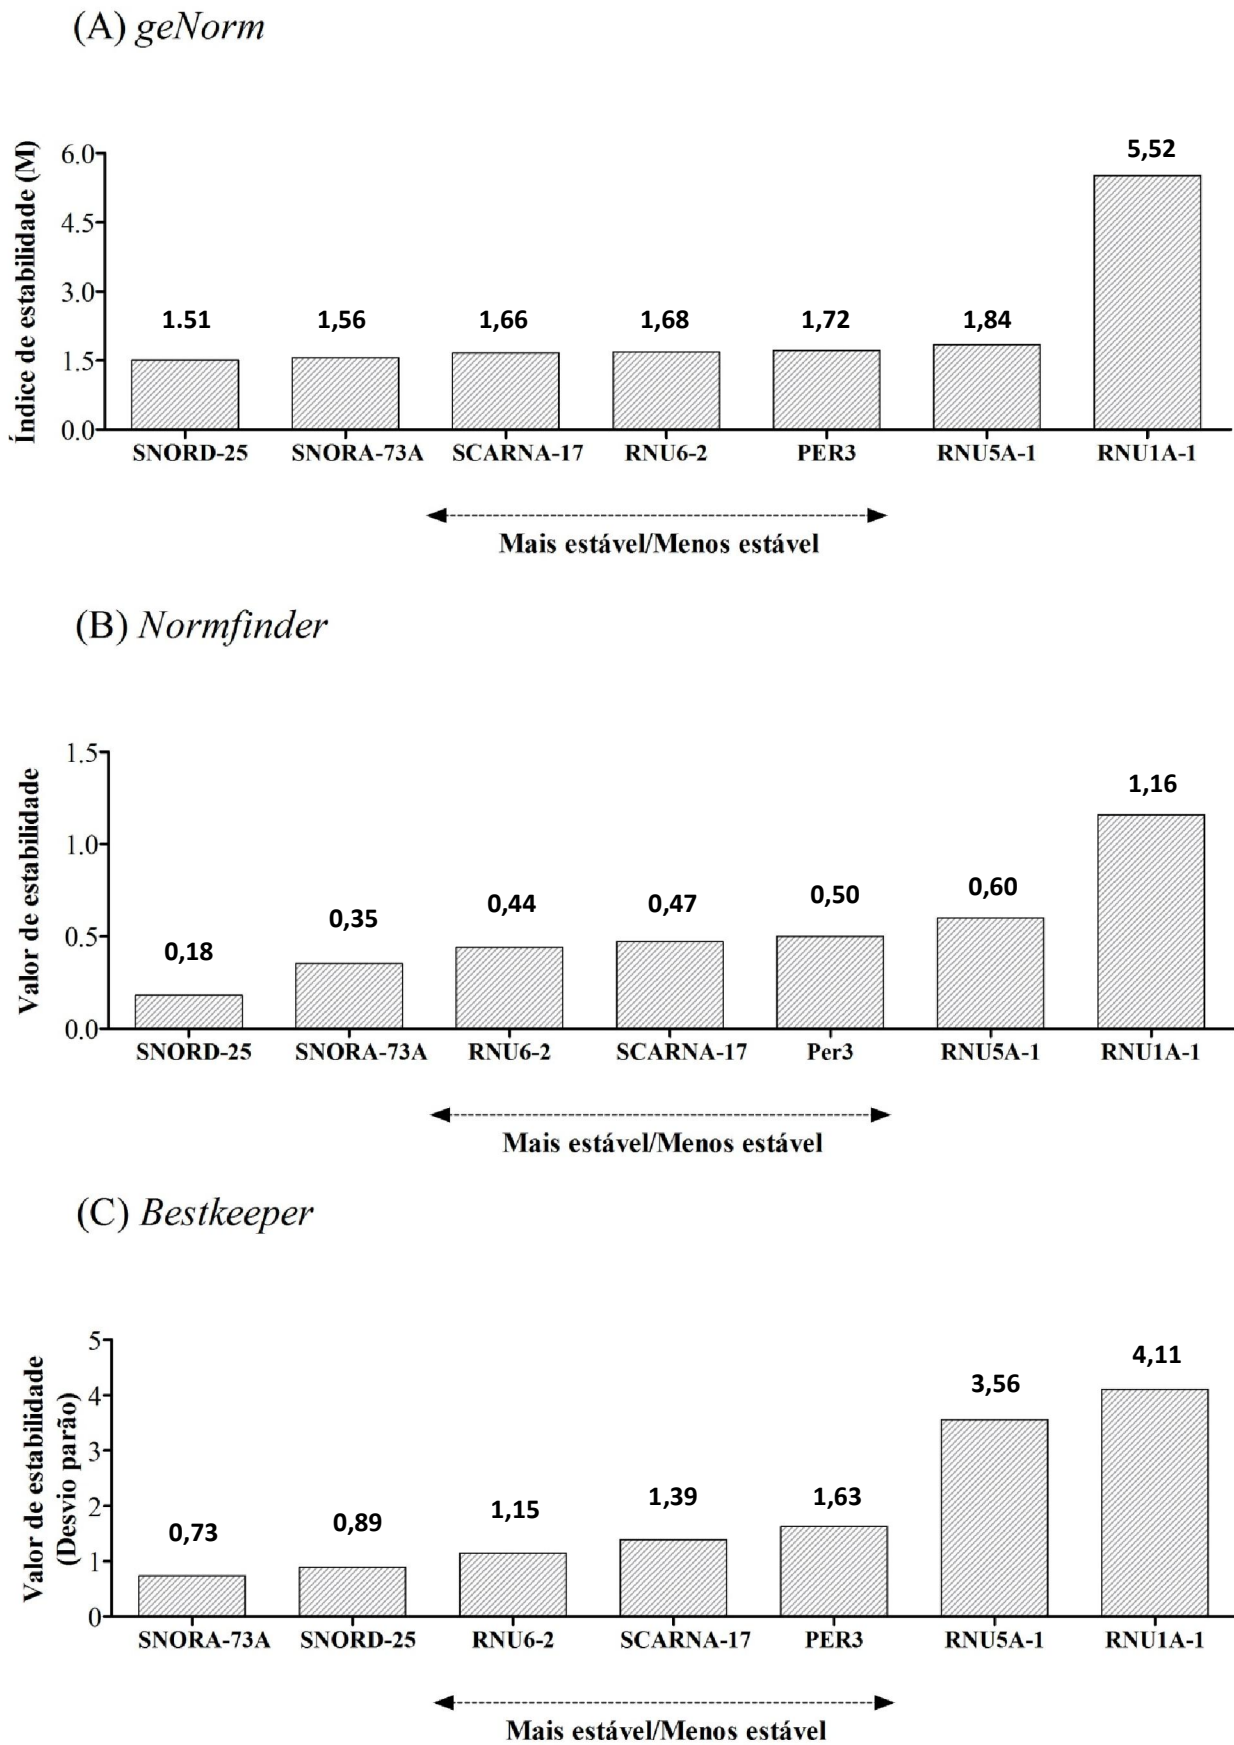 (A) geNorm
Índice de estabilidade (M)
6.0
4.5
3.0
1.5
0.0
1.51
1,56
1,66
1,68
1,72
1,84
5,52
SNORD-25 SNORA-73A SCARNA-17 RNU6-2 PER3 RNU5A-1 RNU1A-1
Mais estável/Menos estável
(B) Normfinder
Valor de estabilidade
1.5
1.0
0.5
0.0
0,18
0,35
0,44
0,47
0,50
0,60
1,16
SNORD-25 SNORA-73A RNU6-2 SCARNA-17 Per3 RNU5A-1 RNU1A-1
Mais estável/Menos estável
(C) Bestkeeper
Valor de estabilidade
(Desvio parão)
5
4
3
2
1
0
0,73
0,89
1,15
1,39
1,63
3,56
4,11
SNORA-73A SNORD-25 RNU6-2 SCARNA-17 PER3 RNU5A-1 RNU1A-1
Mais estável/Menos estável